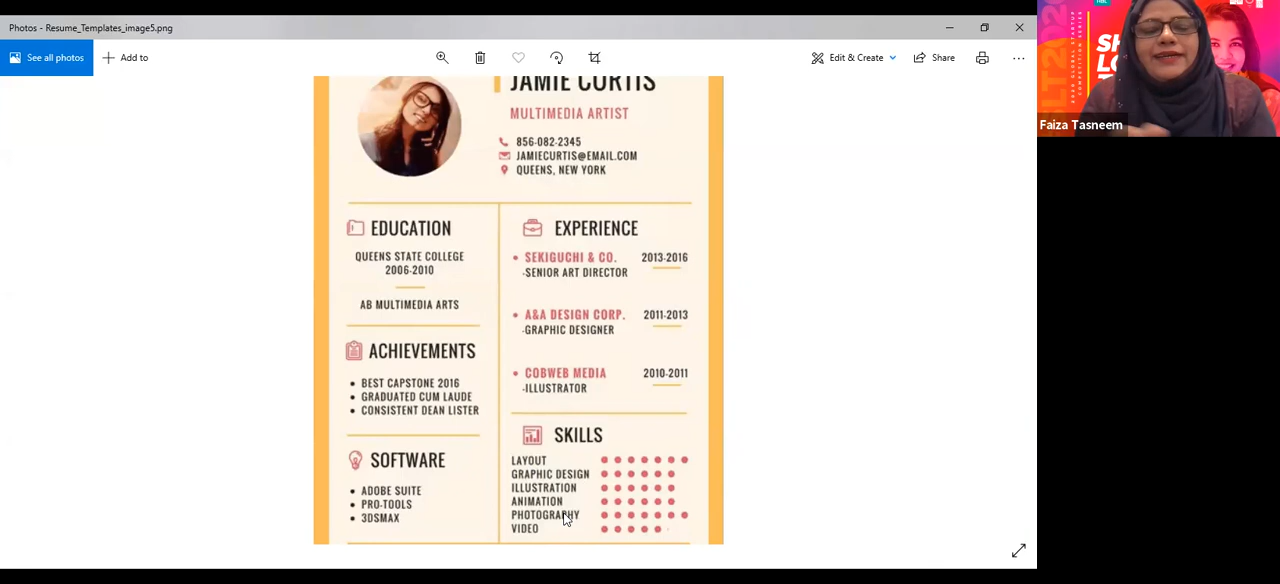 Photos - Resume_Templates_image5.png
See all photos
Add to
Edit & Create
Share
JAMIE CURTIS
MULTIMEDIA ARTIST
856-082-2345
JAMIECURTIS@EMAIL.COM
QUEENS, NEW YORK
EDUCATION
QUEENS STATE COLLEGE
2006-2010
AB MULTIMEDIA ARTS
ACHIEVEMENTS
• BEST CAPSTONE 2016
• GRADUATED CUM LAUDE
• CONSISTENT DEAN LISTER
SOFTWARE
• ADOBE SUITE
• PRO-TOOLS
• 3DSMAX
EXPERIENCE
• SEKIGUCHI & CO. 2013-2016
-SENIOR ART DIRECTOR
• A&A DESIGN CORP. 2011-2013
-GRAPHIC DESIGNER
• COBWEB MEDIA 2010-2011
-ILLUSTRATOR
SKILLS
LAYOUT
GRAPHIC DESIGN
ILLUSTRATION
ANIMATION
PHOTOGRAPHY
VIDEO
Faiza Tasneem